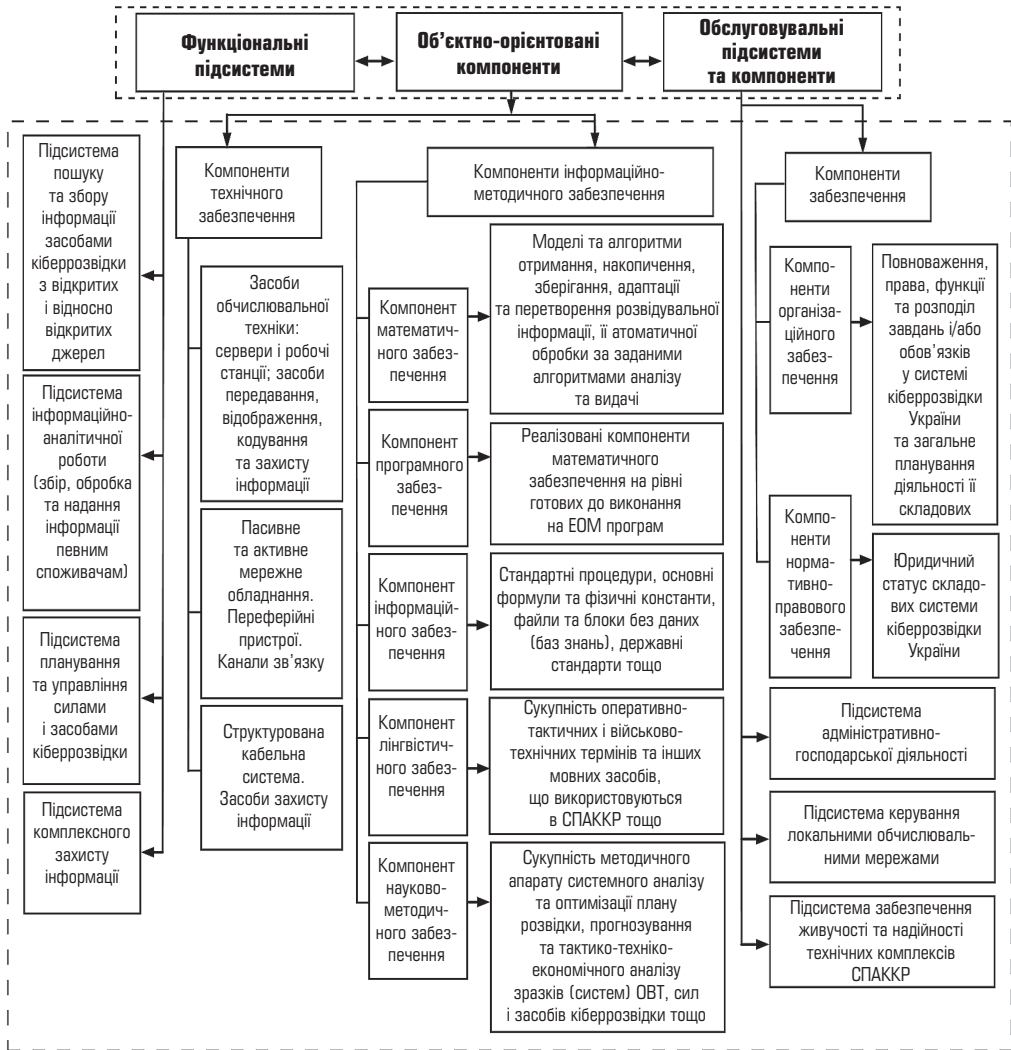 Функціональні
підсистеми
Об’єктно-орієнтовані
компоненти
Обслуговувальні
підсистеми
та компоненти
Підсистема
пошуку
та збору
інформації
засобами
кіберрозвідки
з відкритих
і відносно
відкритих
джерел
Підсистема
інформаційно-
аналітичної
роботи
(збір, обробка
та надання
інформації
певним
споживачам)
Підсистема
планування
та управління
силами
і засобами
кіберрозвідки
Підсистема
комплексного
захисту
інформації
Компоненти
технічного
забезпечення
Засоби
обчислювальної
техніки:
сервери і робочі
станції; засоби
передавання,
відображення,
кодування
та захисту
інформації
Пасивне
та активне
мережне
обладнання.
Переферійні
пристрої.
Канали зв’язку
Структурована
кабельна
система.
Засоби захисту
інформації
Компоненти інформаційно-
методичного забезпечення
Компонент
математич-
ного забез-
печення
Моделі та алгоритми
отримання, накопичення,
зберігання, адаптації
та перетворення розвідувальної
інформації, її атоматичної
обробки за заданими
алгоритмами аналізу
та видачі
Компонент
програмного
забез-
печення
Реалізовані компоненти
математичного
забезпечення на рівні
готових до виконання
на ЕОМ програм
Компонент
інформацій-
ного забез-
печення
Стандартні процедури, основні
формули та фізичні константи,
файли та блоки без даних
(баз знань), державні
стандарти тощо
Компонент
лінгвістич-
ного забез-
печення
Сукупність оперативно-
тактичних і військово-
технічних термінів та інших
мовних засобів,
що використовуються
в СПАККР тощо
Компонент
науково-
методич-
ного забез-
печення
Сукупність методичного
апарату системного аналізу
та оптимізації плану
розвідки, прогнозування
та тактико-техніко-
економічного аналізу
зразків (систем) ОВТ, сил
і засобів кіберрозвідки тощо
Компоненти
забезпечення
Компо-
ненти
організа-
ційного
забез-
печення
Повноваження,
права, функції
та розподіл
завдань і/або
обов’язків
у системі
кіберрозвідки
України
та загальне
планування
діяльності її
складових
Компо-
ненти
норма-
тивно-
правового
забезпе-
чення
Юридичний
статус складо-
вих системи
кіберрозвідки
України
Підсистема
адміністративно-
господарської діяльності
Підсистема керування
локальними обчислюваль-
ними мережами
Підсистема забезпечення
живучості та надійності
технічних комплексів
СПАККР